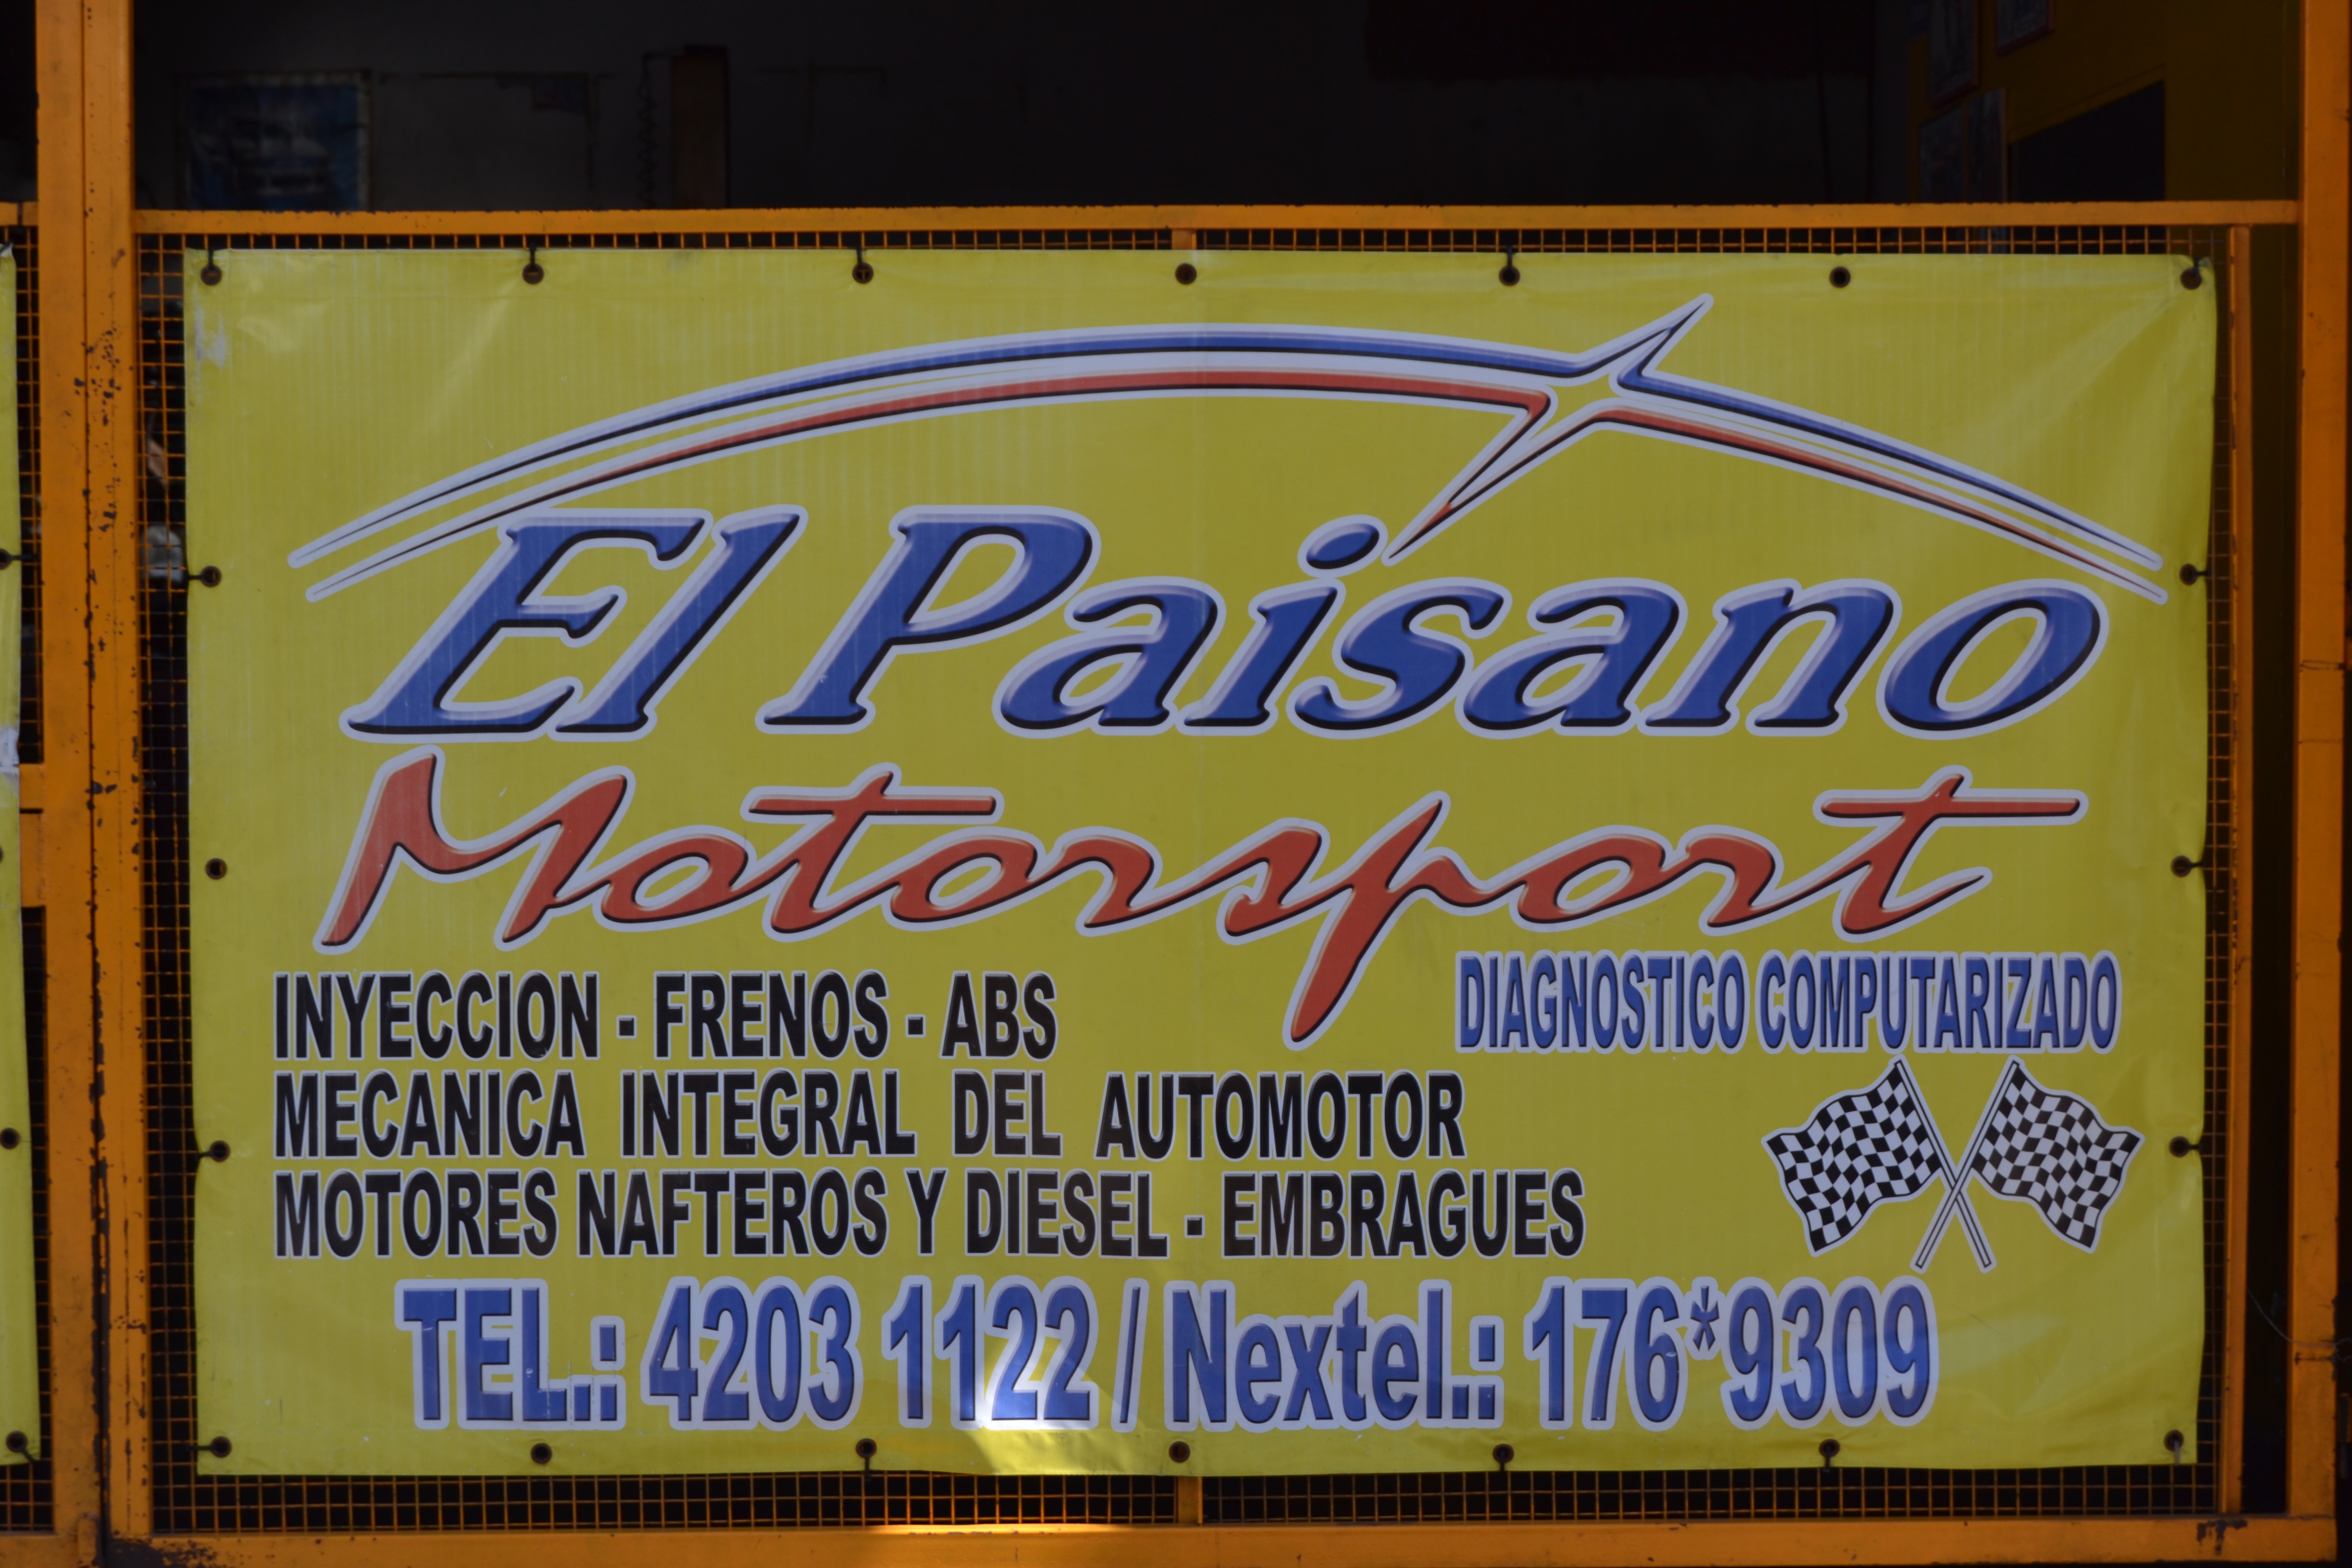 El Paisano
Motorsport
DIAGNOSTICO COMPUTARIZADO
INYECCION - FRENOS - ABS
MECANICA INTEGRAL DEL AUTOMOTOR
MOTORES NAFTEROS Y DIESEL - EMBRAGUES
TEL.: 4203 1122 / Nextel.: 176*9309